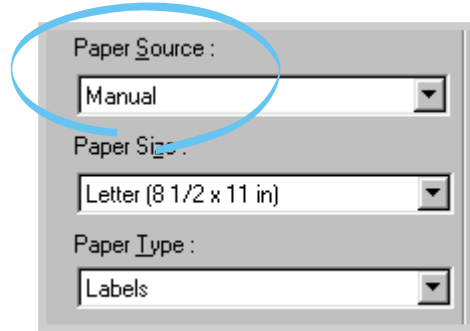 Paper Source :
Manual
Paper Size :
Letter (8 1/2 x 11 in)
Paper Type :
Labels